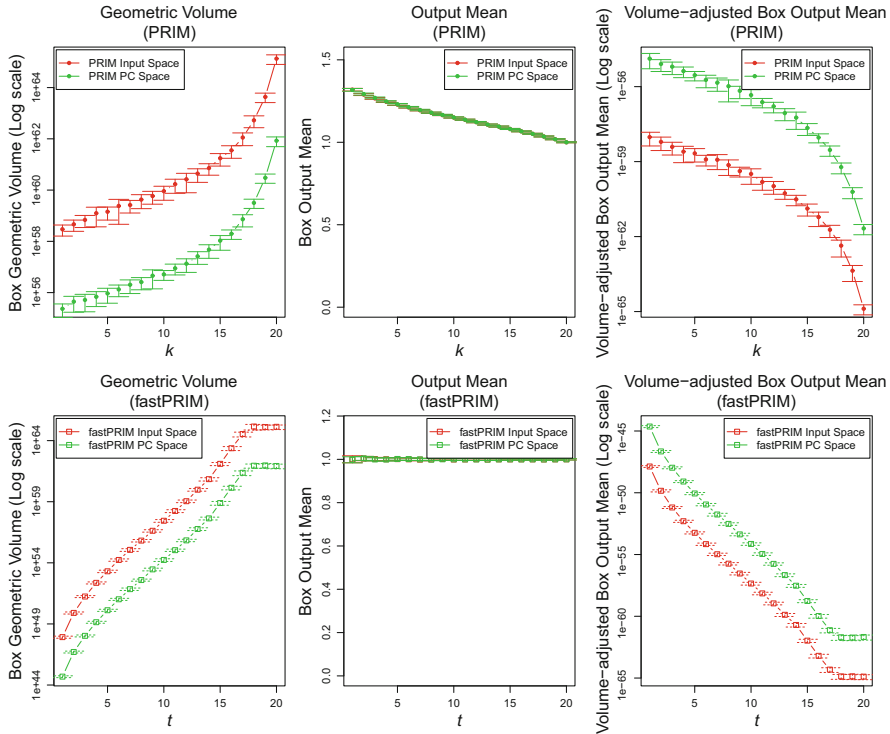 Geometric Volume
(PRIM)
Box Geometric Volume (Log scale)
1e+56
1e+58
1e+60
1e+62
1e+64
PRIM Input Space
PRIM PC Space
5
10
15
20
k
Output Mean
(PRIM)
Box Output Mean
0.0
0.5
1.0
1.5
PRIM Input Space
PRIM PC Space
5
10
15
20
k
Volume−adjusted Box Output Mean
(PRIM)
Volume−adjusted Box Output Mean (Log scale)
1e−65
1e−62
1e−59
1e−56
PRIM Input Space
PRIM PC Space
5
10
15
20
k
Geometric Volume
(fastPRIM)
Box Geometric Volume (Log scale)
1e+44
1e+49
1e+54
1e+59
1e+64
fastPRIM Input Space
fastPRIM PC Space
5
10
15
20
t
Output Mean
(fastPRIM)
Box Output Mean
0.0
0.2
0.4
0.6
0.8
1.0
1.2
fastPRIM Input Space
fastPRIM PC Space
5
10
15
20
t
Volume−adjusted Box Output Mean
(fastPRIM)
Volume−adjusted Box Output Mean (Log scale)
1e−65
1e−60
1e−55
1e−50
1e−45
fastPRIM Input Space
fastPRIM PC Space
5
10
15
20
t